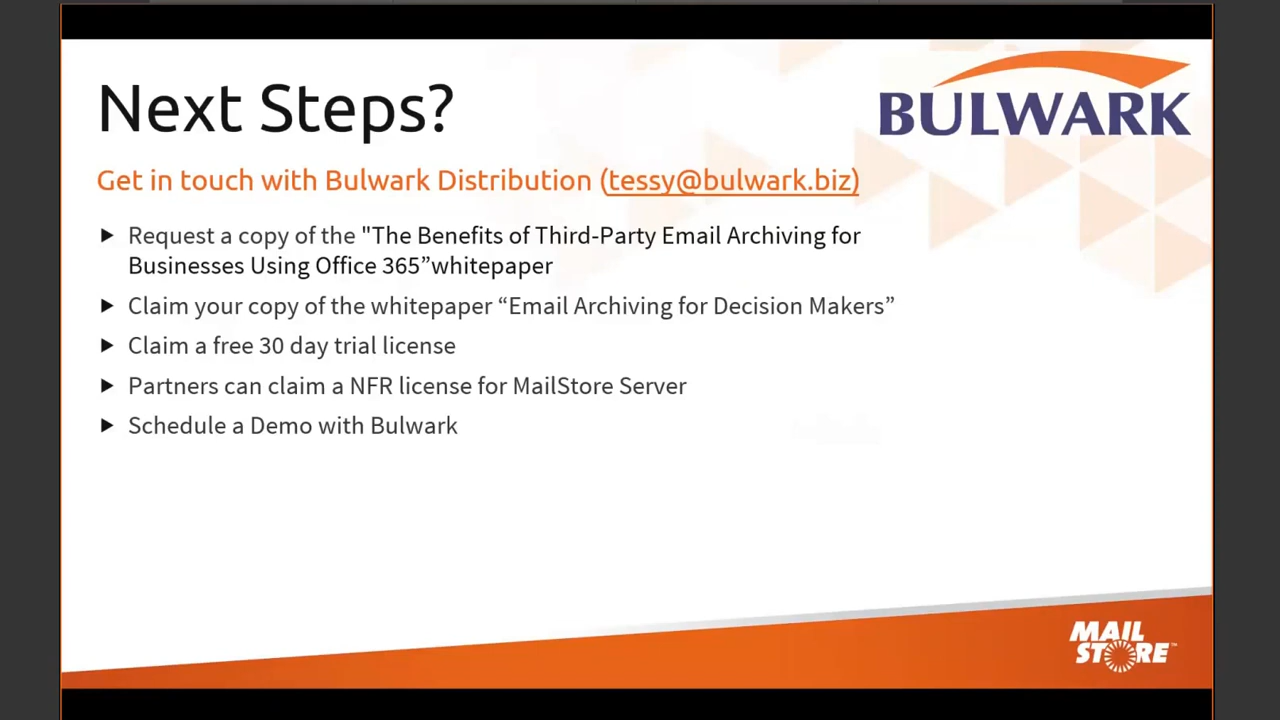 Next Steps?
BULWARK
Get in touch with Bulwark Distribution (tessy@bulwark.biz)
Request a copy of the "The Benefits of Third-Party Email Archiving for
Businesses Using Office 365”whitepaper
Claim your copy of the whitepaper “Email Archiving for Decision Makers”
Claim a free 30 day trial license
Partners can claim a NFR license for MailStore Server
Schedule a Demo with Bulwark
MAIL
STORE™